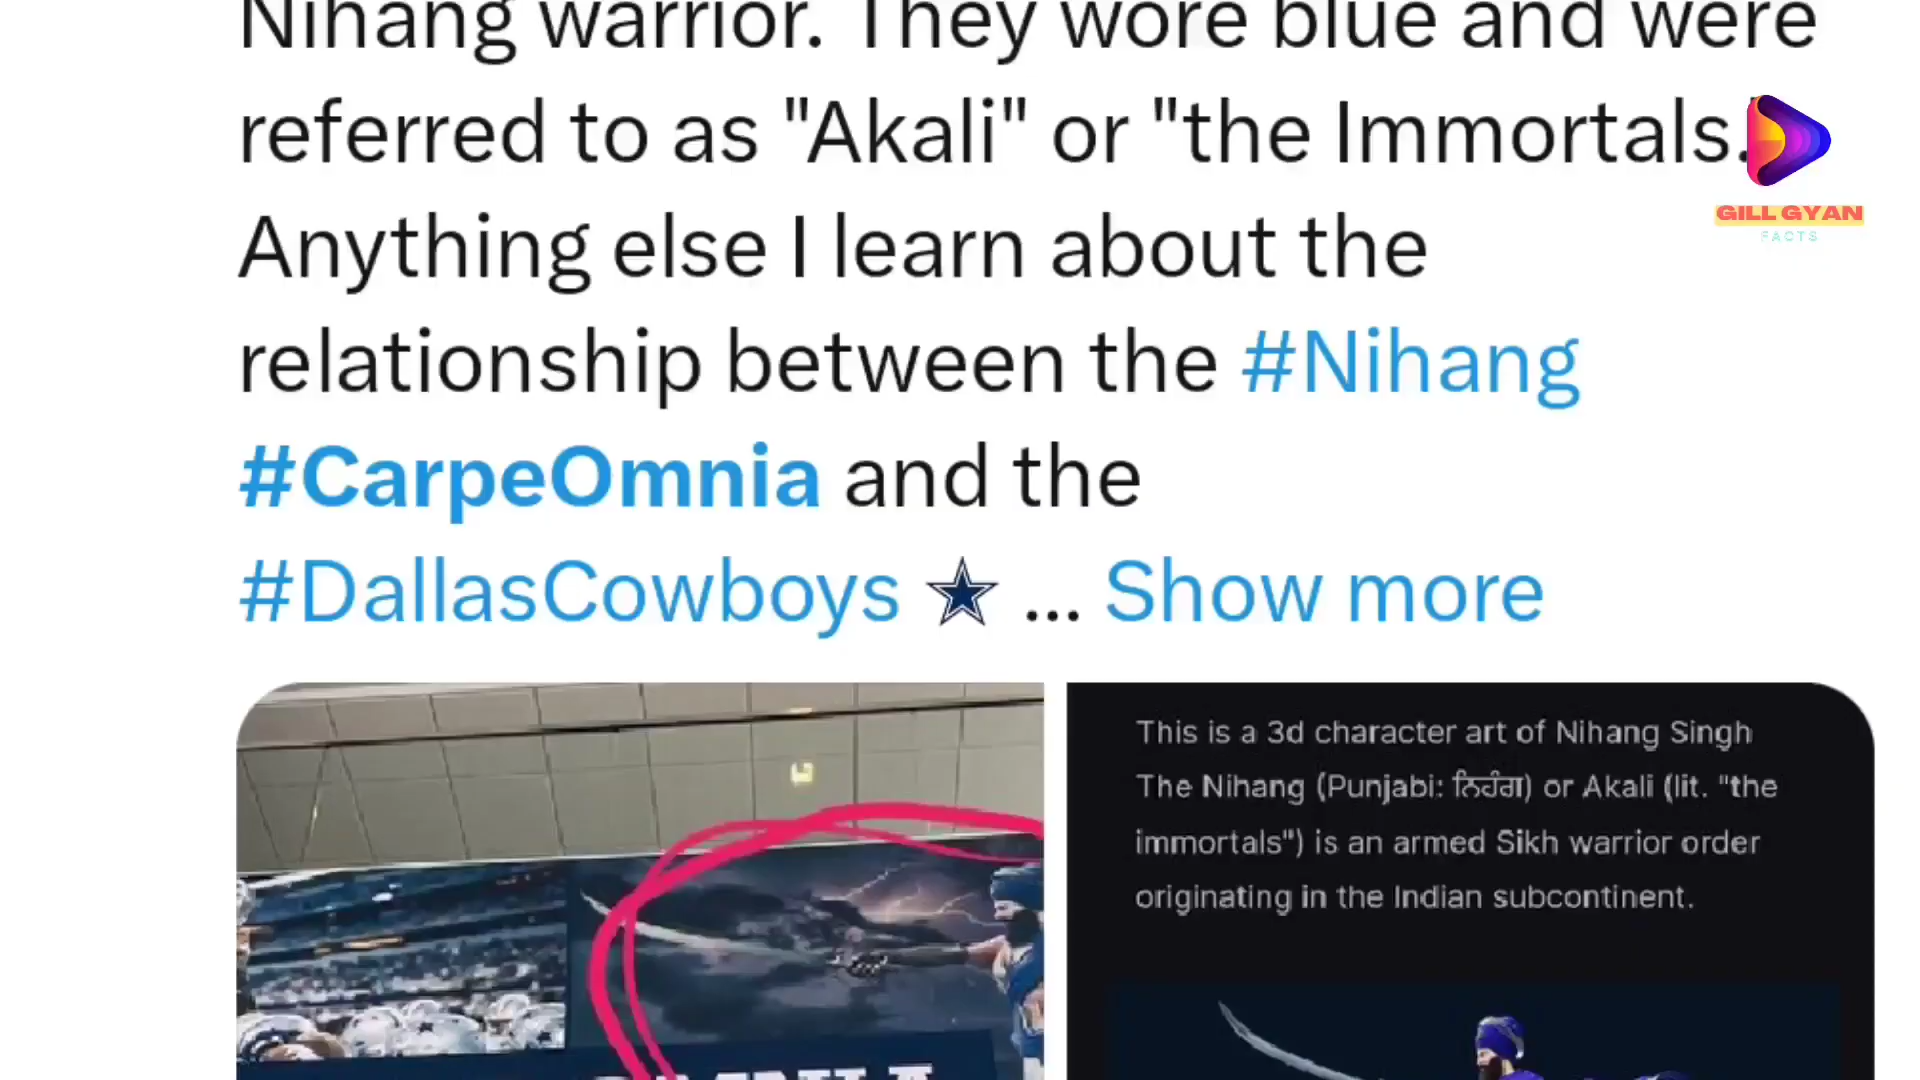 Nihang warrior. They wore blue and were
referred to as "Akali" or "the Immortals."
Anything else I learn about the
relationship between the #Nihang
#CarpeOmnia and the
#DallasCowboys ... Show more
GILL GYAN
FACTS
This is a 3d character art of Nihang Singh
The Nihang (Punjabi: ਨਿਹੰਗ) or Akali (lit. "the
immortals") is an armed Sikh warrior order
originating in the Indian subcontinent.